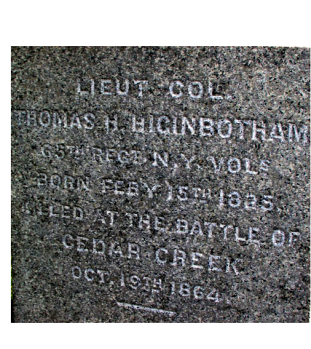 LIEUT. COL.
THOMAS H. HIGINBOTHAM
65TH REGT. N.Y. VOLS
BORN FEBY 15TH 1835.
KILLED AT THE BATTLE OF
CEDAR CREEK
OCT. 19TH 1864.